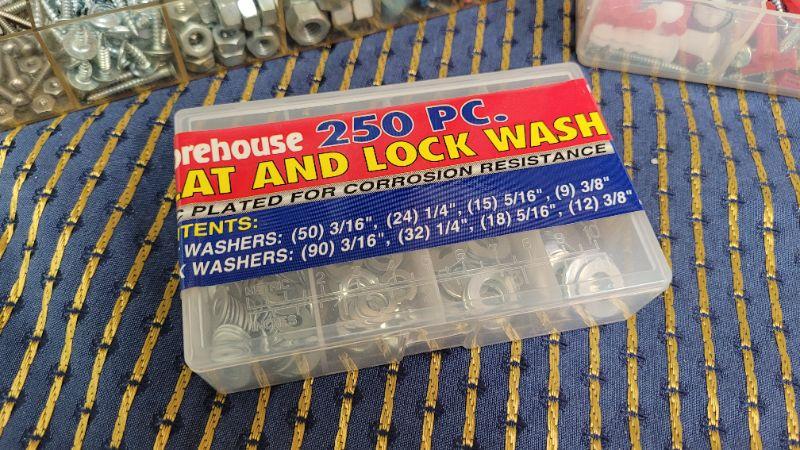 orehouse 250 PC.
AT AND LOCK WASH
PLATED FOR CORROSION RESISTANCE
TENTS:
WASHERS: (50) 3/16", (24) 1/4", (15) 5/16", (9) 3/8"
K WASHERS: (90) 3/16", (32) 1/4", (18) 5/16", (12) 3/8"